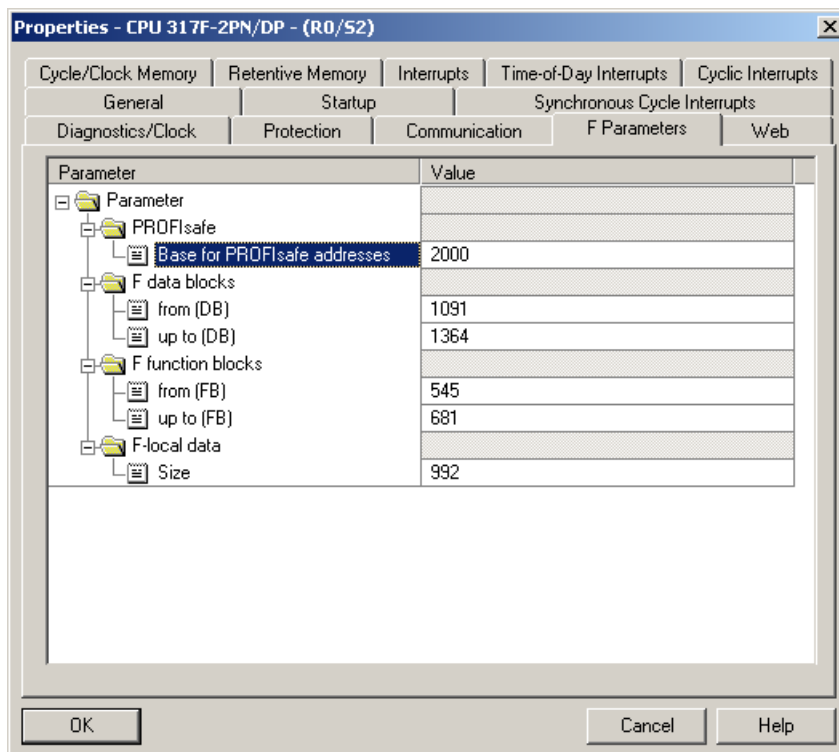 Properties - CPU 317F-2PN/DP - (R0/S2)
Cycle/Clock Memory Retentive Memory Interrupts Time-of-Day Interrupts Cyclic Interrupts
General Startup Synchronous Cycle Interrupts
Diagnostics/Clock Protection Communication F Parameters Web
Parameter Value
Parameter
PROFIsafe
Base for PROFIsafe addresses 2000
F data blocks
from (DB) 1091
up to (DB) 1364
F function blocks
from (FB) 545
up to (FB) 681
F-local data
Size 992
OK Cancel Help